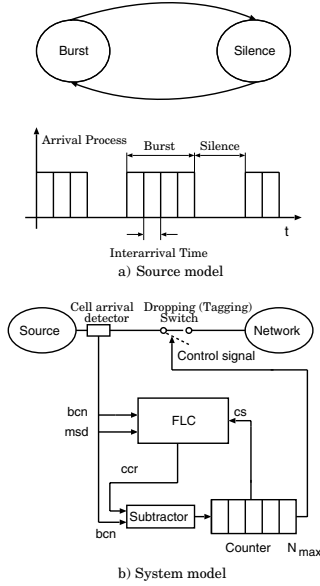 Burst
Silence
Arrival Process
Burst
Silence
t
Interarrival Time
a) Source model
Cell arrival
detector
Dropping (Tagging)
Switch
Source
Network
Control signal
bcn
msd
FLC
cs
ccr
Subtractor
bcn
Counter
N max
b) System model